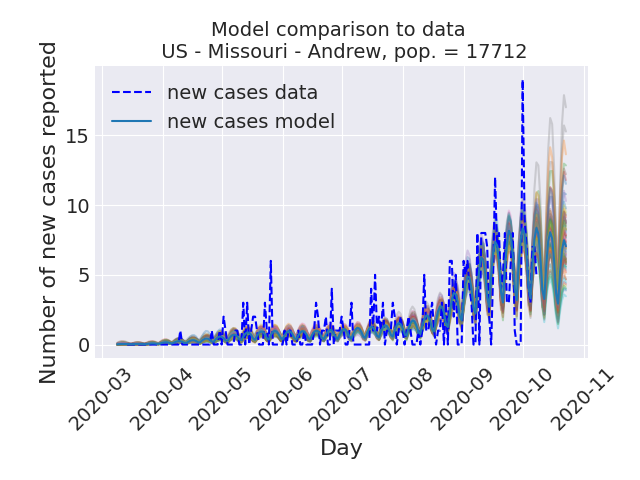 Model comparison to data
US - Missouri - Andrew, pop. = 17712
new cases data
new cases model
Number of new cases reported
15
10
5
0
2020-03
2020-04
2020-05
2020-06
2020-07
2020-08
2020-09
2020-10
2020-11
Day